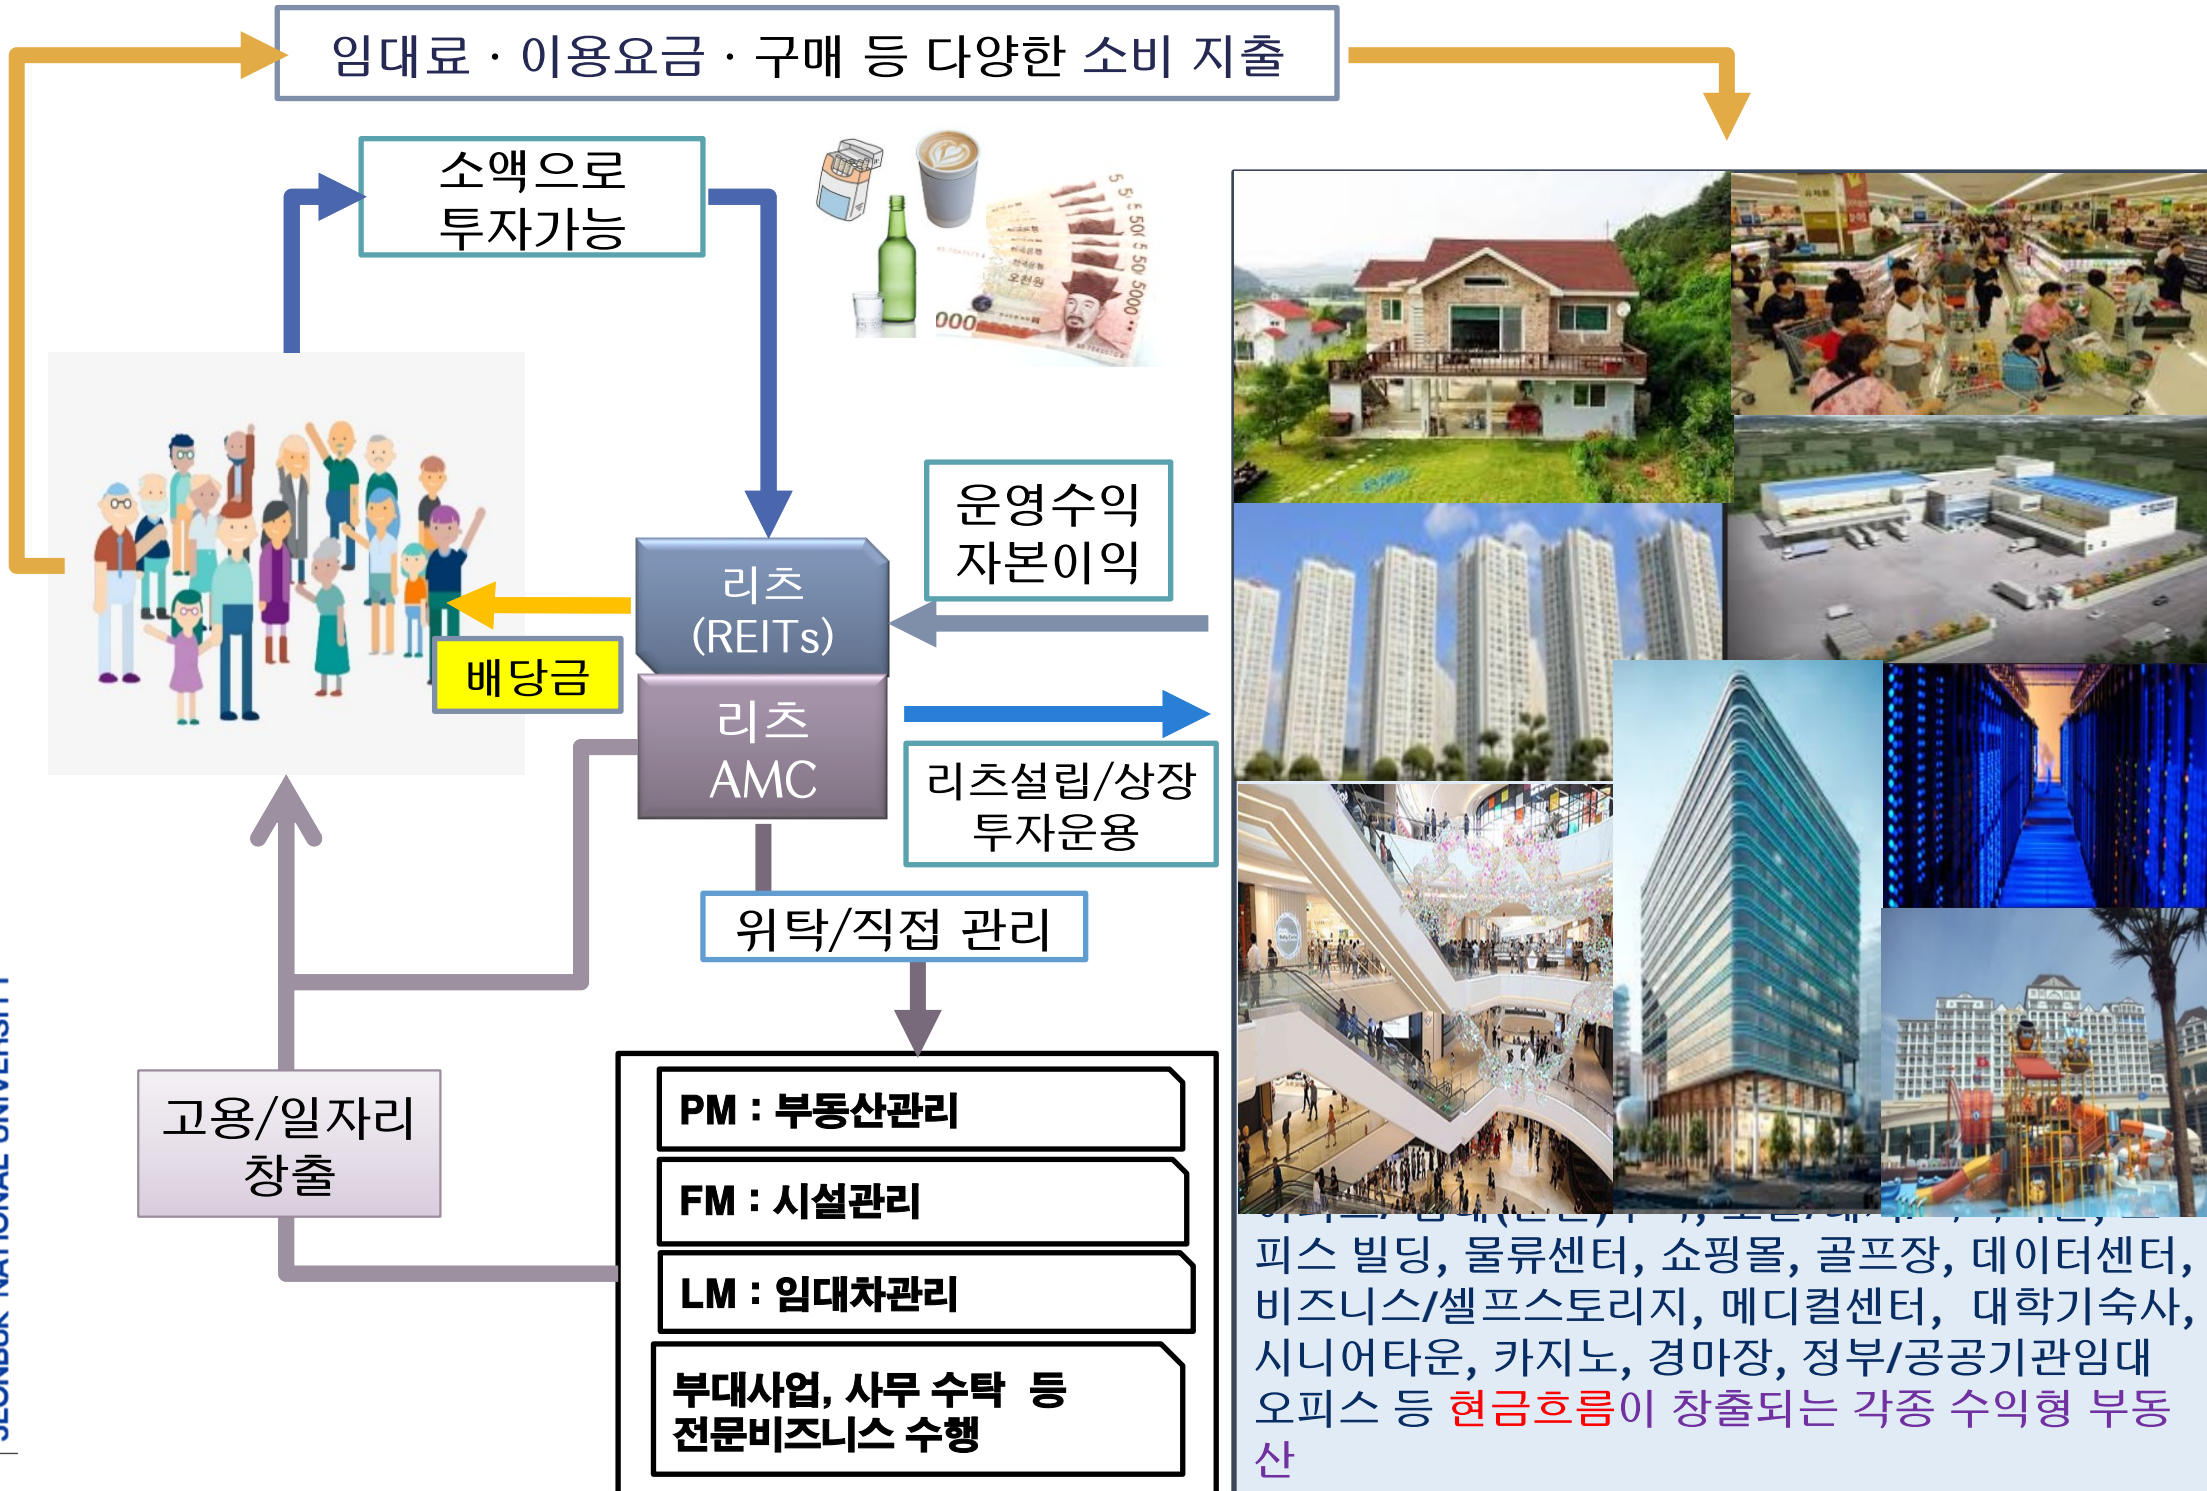 임대료 · 이용요금 · 구매 등 다양한 소비 지출
소액으로
투자가능
오천원
5000
운영수익
자본이익
리츠
(REITs)
배당금
리츠
AMC
리츠설립/상장
투자운용
위탁/직접 관리
고용/일자리
창출
PM : 부동산관리
FM : 시설관리
LM : 임대차관리
부대사업, 사무 수탁 등
전문비즈니스 수행
피스 빌딩, 물류센터, 쇼핑몰, 골프장, 데이터센터,
비즈니스/셀프스토리지, 메디컬센터, 대학기숙사,
시니어타운, 카지노, 경마장, 정부/공공기관임대
오피스 등 현금흐름이 창출되는 각종 수익형 부동
산
NATIONAL UNIVERSITY